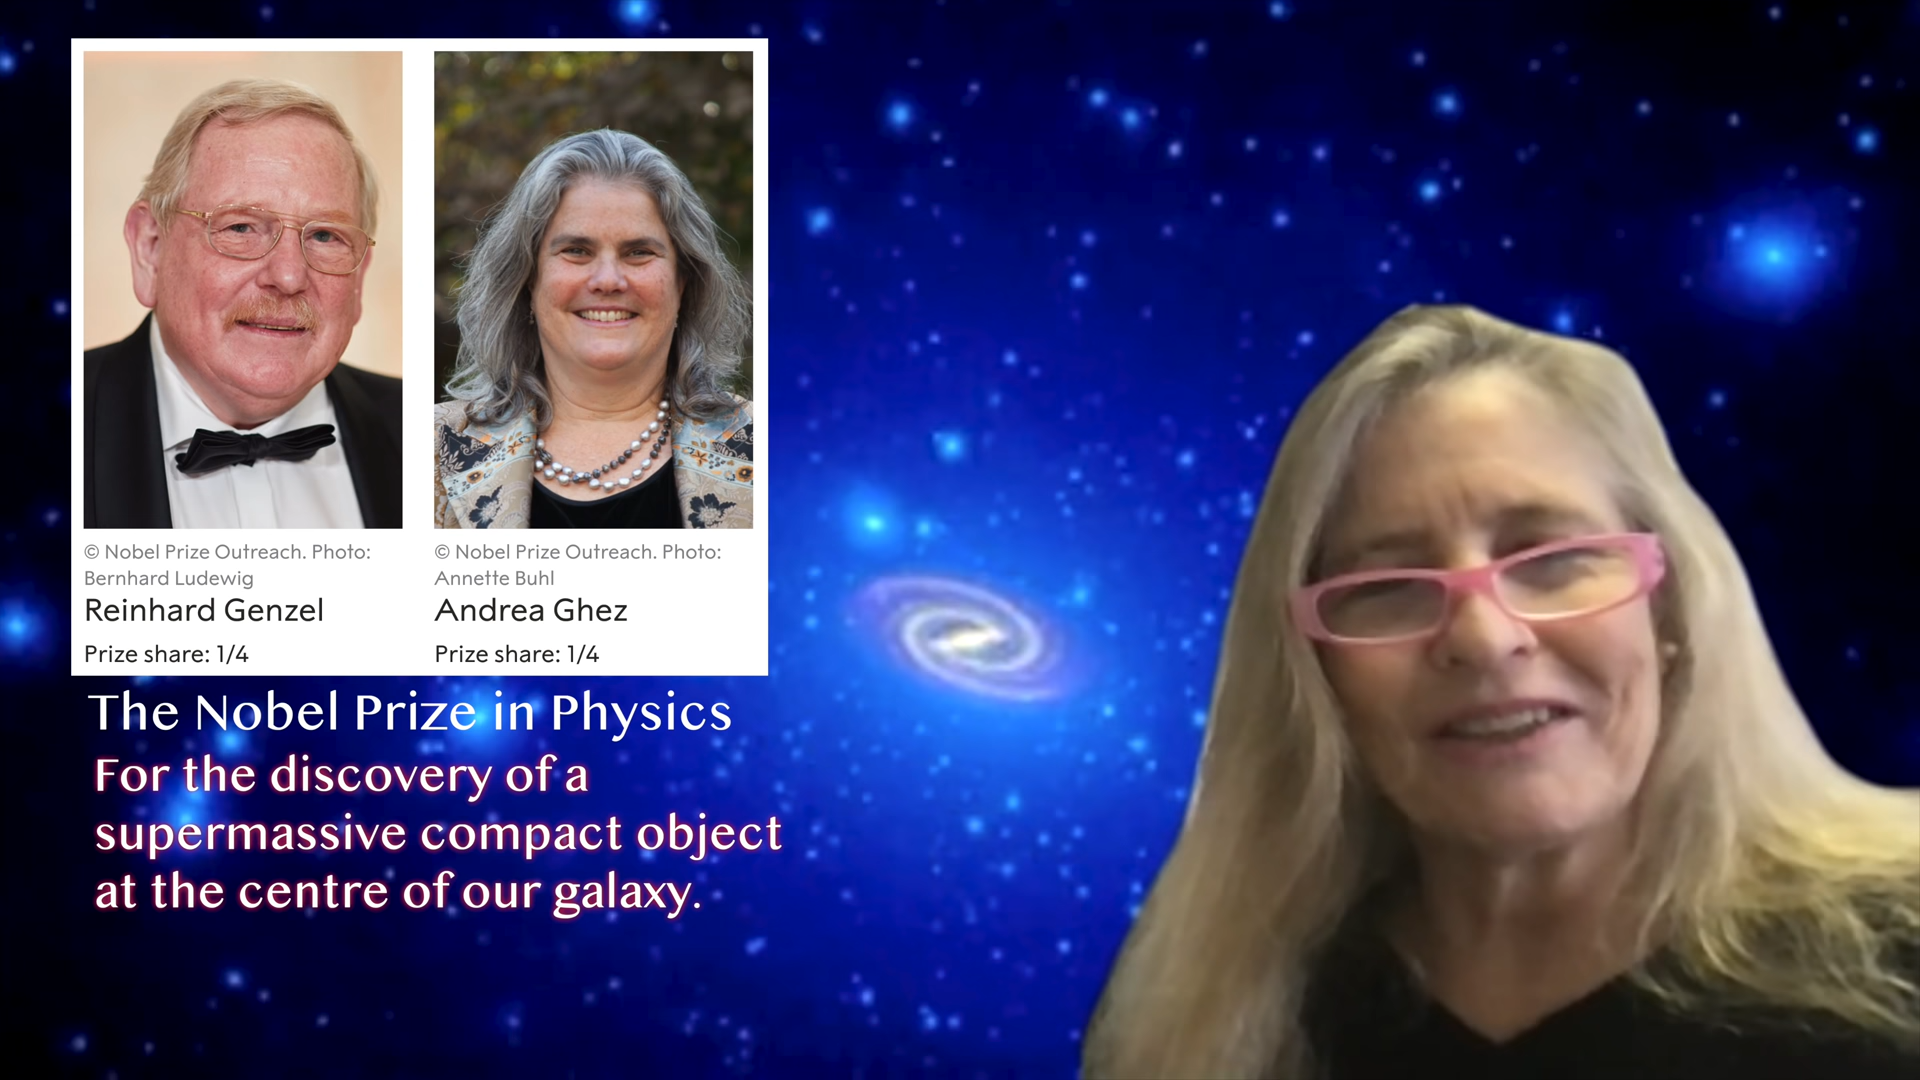 © Nobel Prize Outreach. Photo:
Bernhard Ludewig
Reinhard Genzel
Prize share: 1/4
© Nobel Prize Outreach. Photo:
Annette Buhl
Andrea Ghez
Prize share: 1/4
The Nobel Prize in Physics
For the discovery of a
supermassive compact object
at the centre of our galaxy.